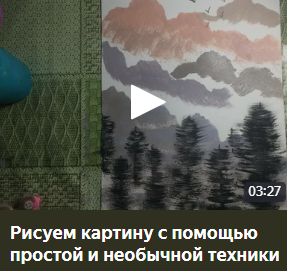 03:27
Рисуем картину с помощью
простой и необычной техники